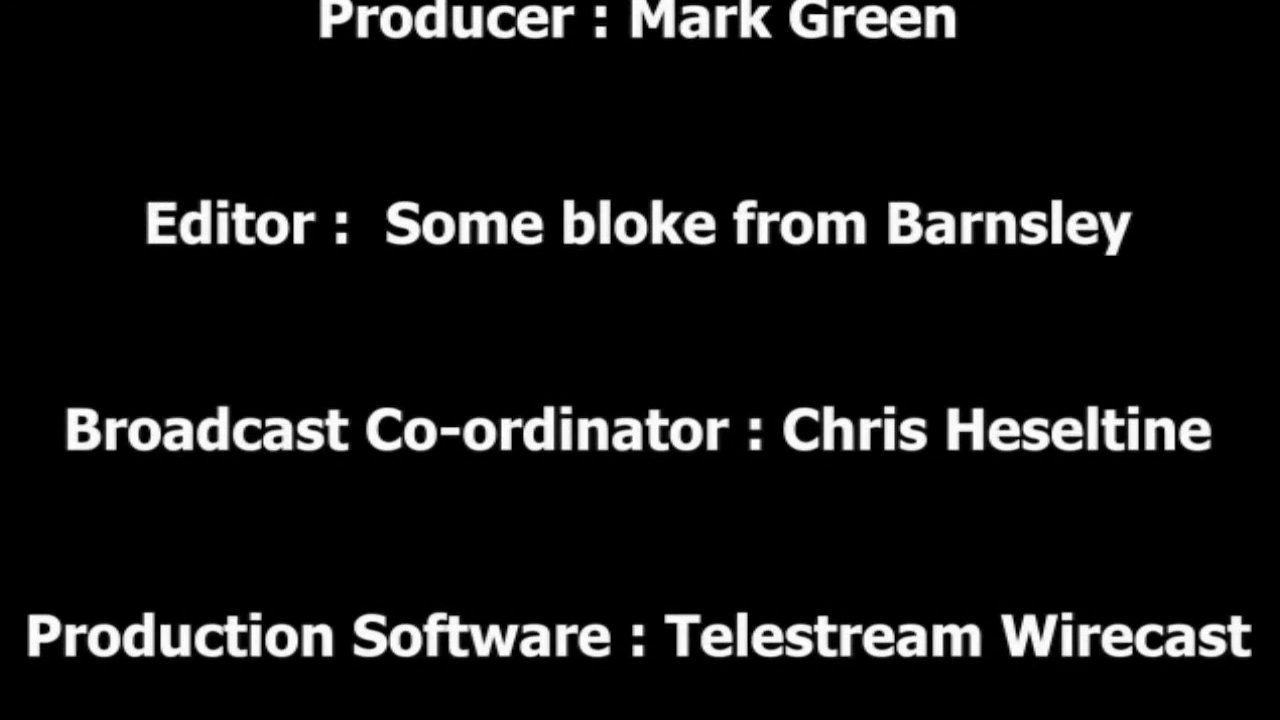 Producer : Mark Green
Editor :  Some bloke from Barnsley
Broadcast Co-ordinator : Chris Heseltine
Production Software : Telestream Wirecast